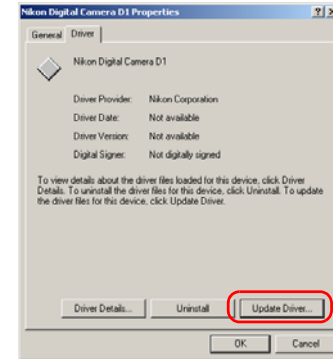 Nikon Digital Camera D1 Properties
General Driver
Nikon Digital Camera D1
Driver Provider: Nikon Corporation
Driver Date: Not available
Driver Version: Not available
Digital Signer: Not digitally signed
To view details about the driver files loaded for this device, click Driver
Details. To uninstall the driver files for this device, click Uninstall. To update
the driver files for this device, click Update Driver.
Driver Details... Uninstall Update Driver...
OK Cancel